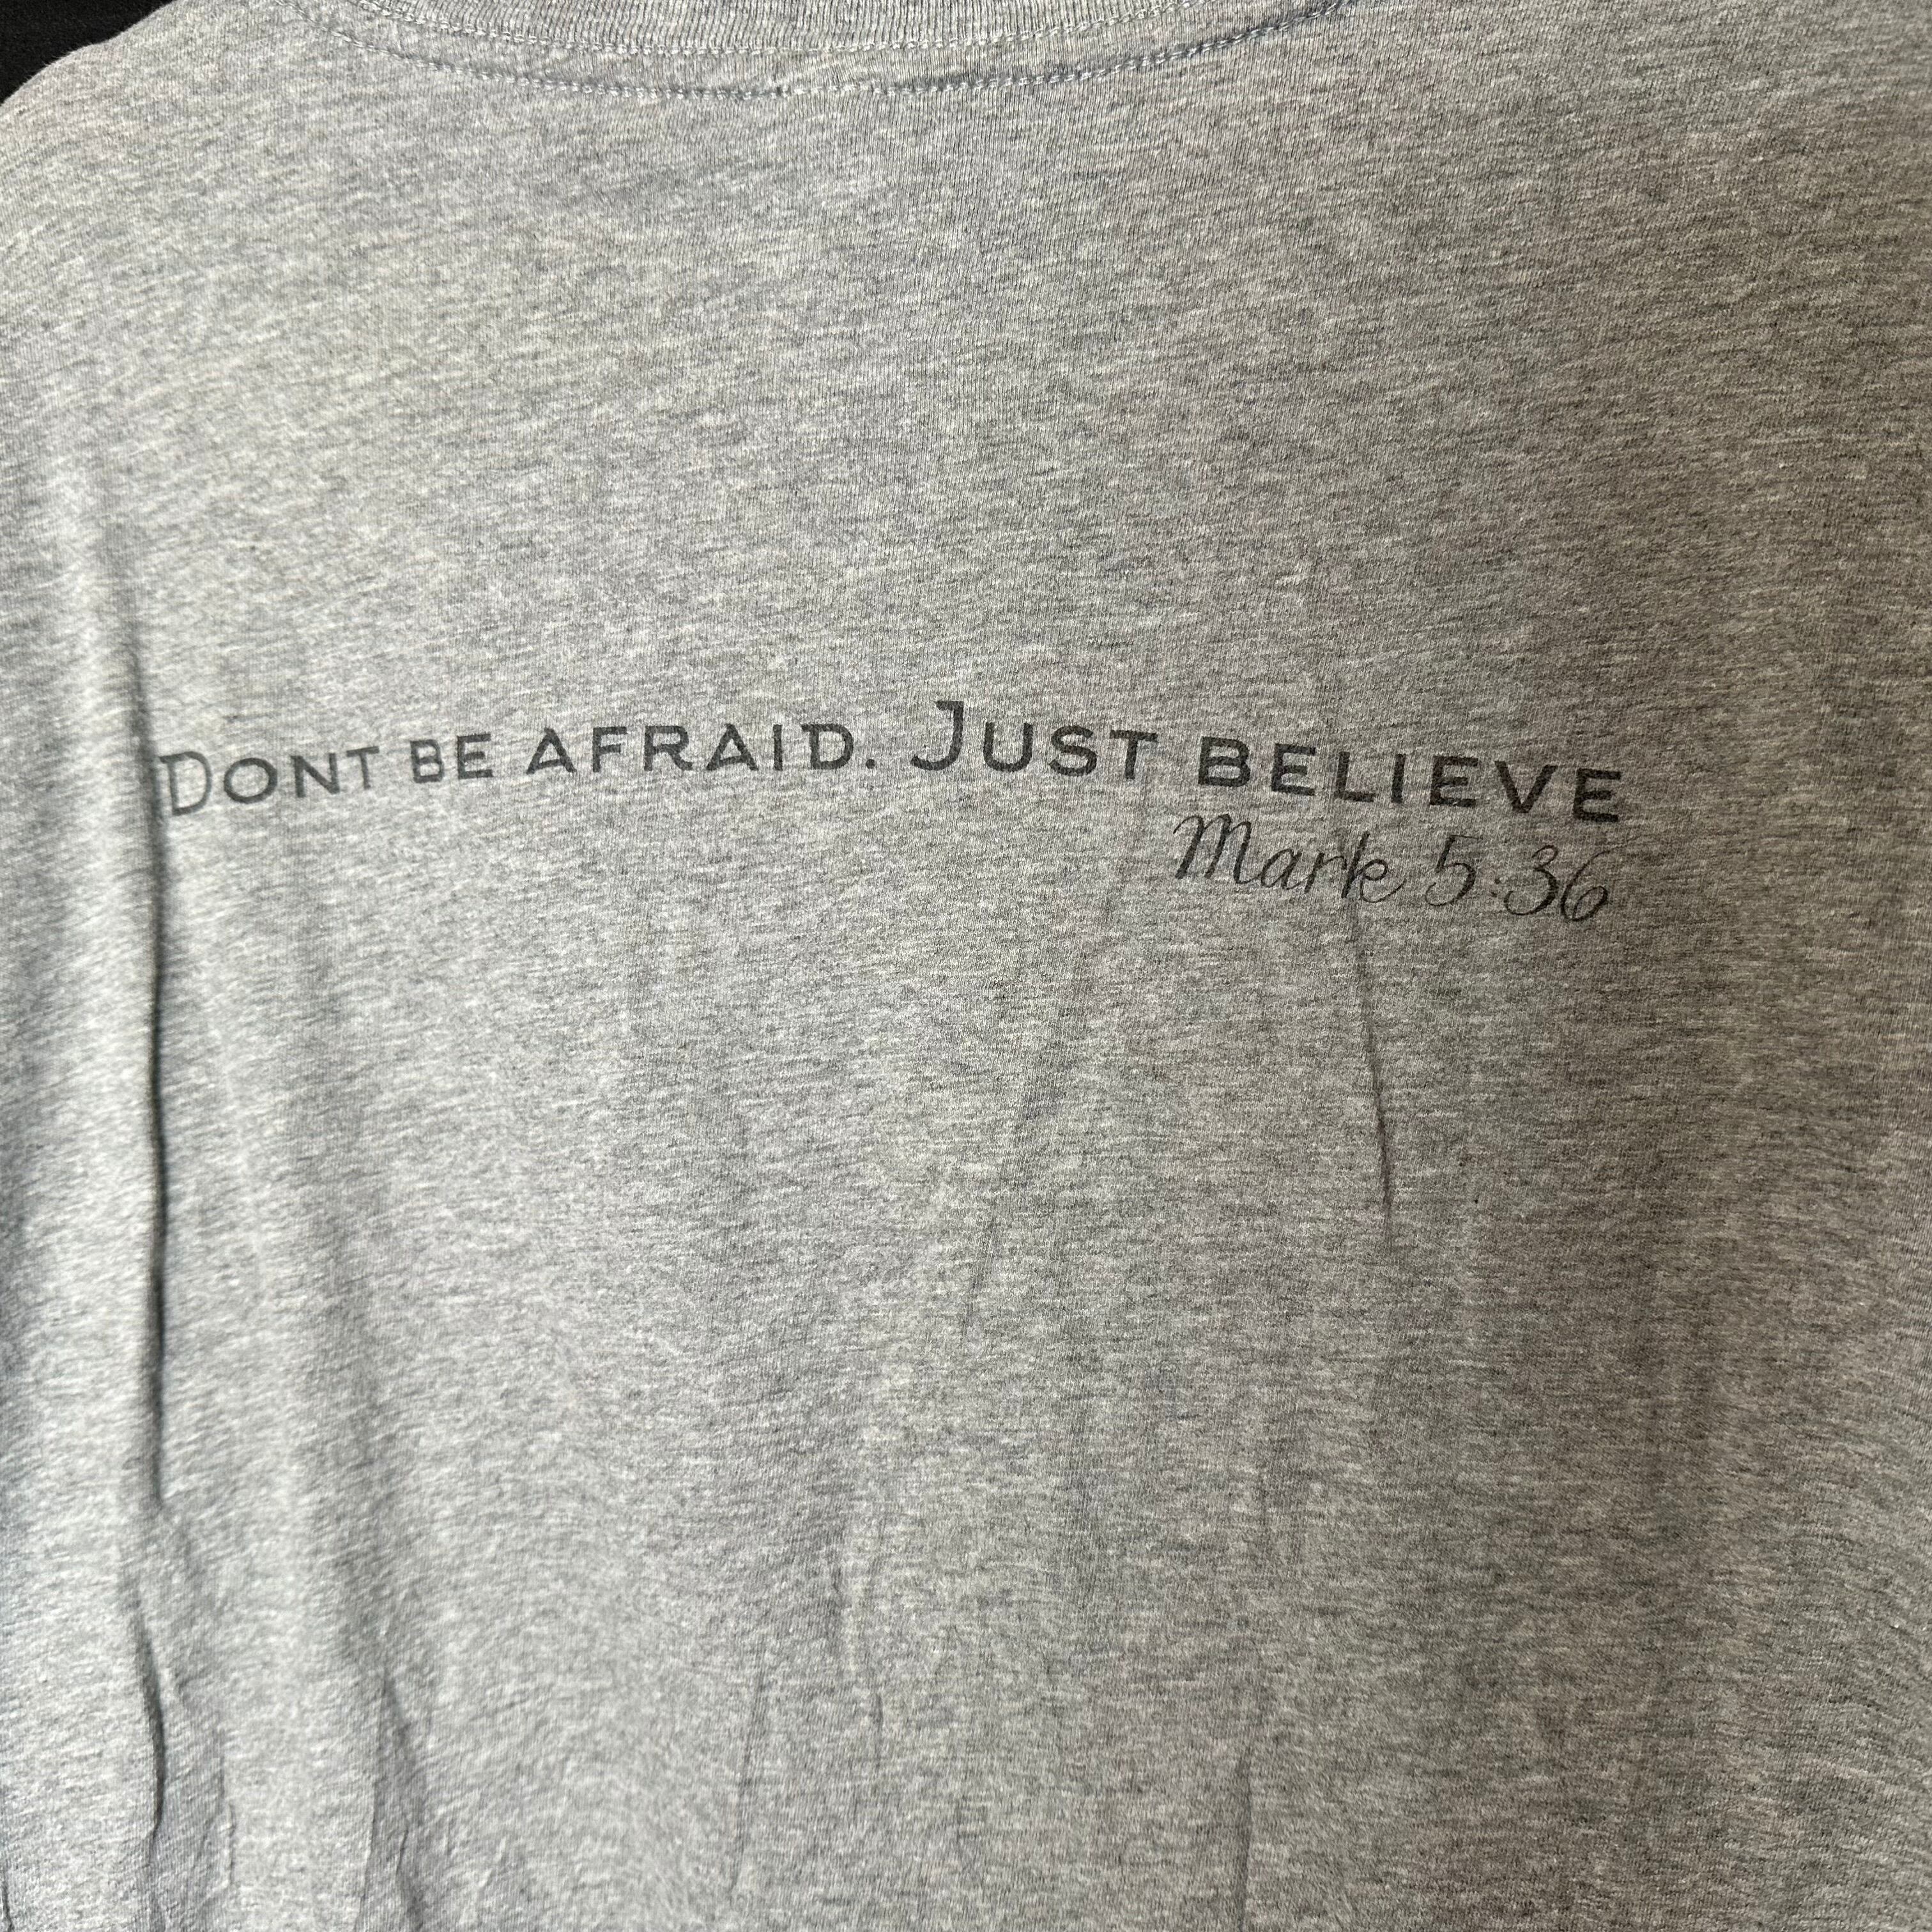 DONT BE AFRAID. JUST BELIEVE
Mark 5:36